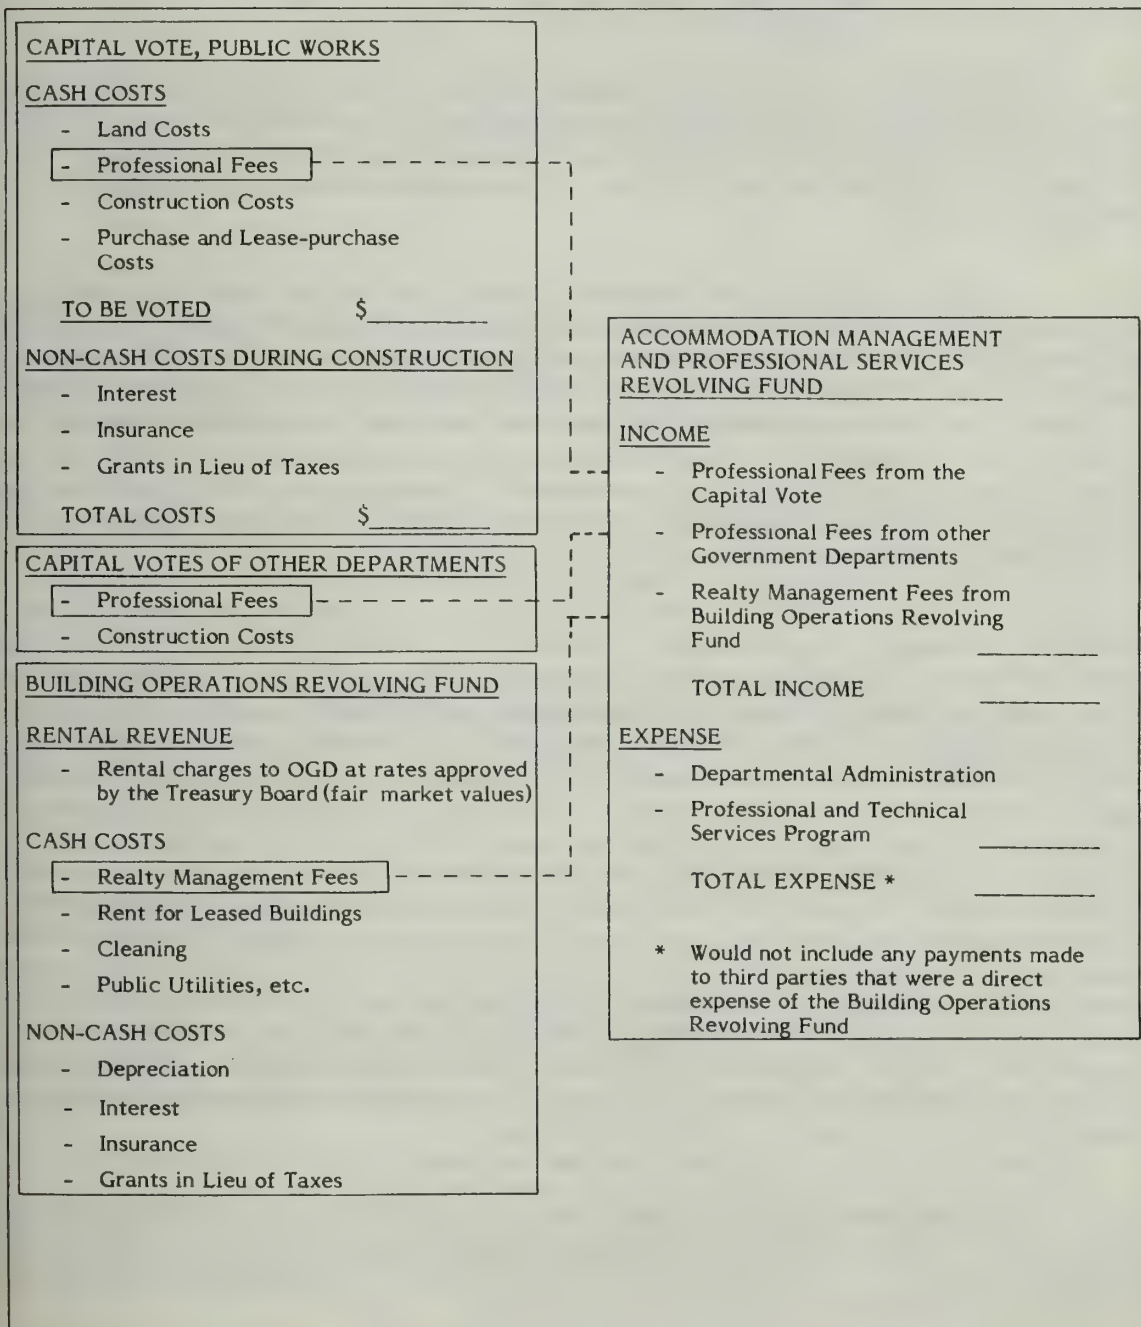 CAPITAL VOTE, PUBLIC WORKS
CASH COSTS
- Land Costs
- Professional Fees
- Construction Costs
- Purchase and Lease-purchase
Costs
TO BE VOTED $
NON-CASH COSTS DURING CONSTRUCTION
- Interest
- Insurance
- Grants in Lieu of Taxes
TOTAL COSTS $
CAPITAL VOTES OF OTHER DEPARTMENTS
- Professional Fees
- Construction Costs
BUILDING OPERATIONS REVOLVING FUND
RENTAL REVENUE
- Rental charges to OGD at rates approved
by the Treasury Board (fair market values)
CASH COSTS
- Realty Management Fees
- Rent for Leased Buildings
- Cleaning
- Public Utilities, etc.
NON-CASH COSTS
- Depreciation
- Interest
- Insurance
- Grants in Lieu of Taxes
ACCOMMODATION MANAGEMENT
AND PROFESSIONAL SERVICES
REVOLVING FUND
INCOME
- Professional Fees from the
Capital Vote
- Professional Fees from other
Government Departments
- Realty Management Fees from
Building Operations Revolving
Fund
TOTAL INCOME
EXPENSE
- Departmental Administration
- Professional and Technical
Services Program
TOTAL EXPENSE *
* Would not include any payments made
to third parties that were a direct
expense of the Building Operations
Revolving Fund